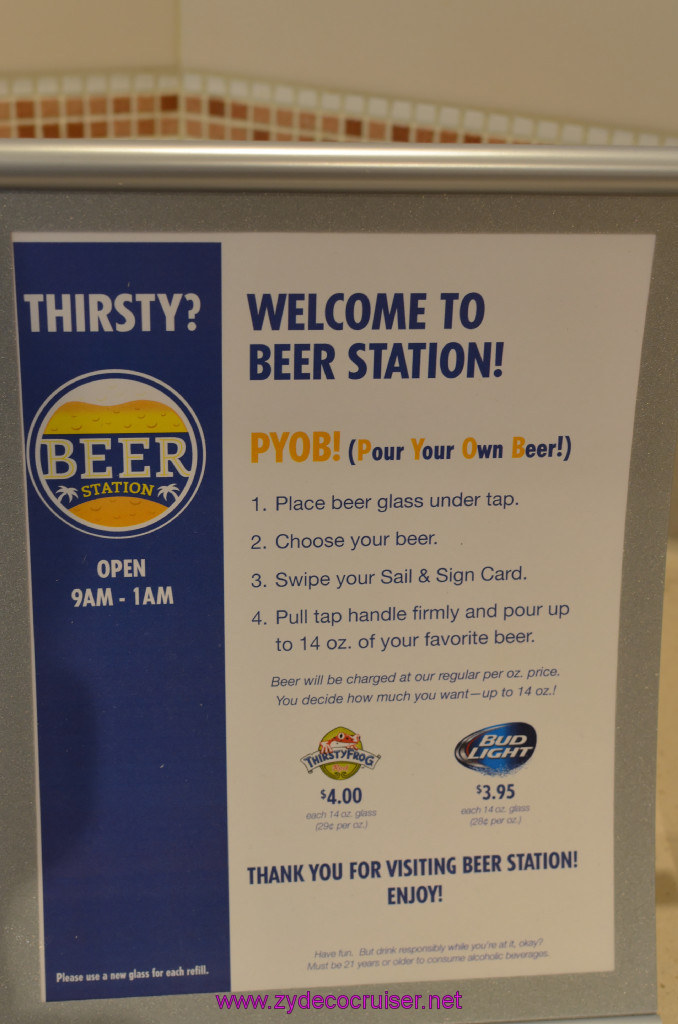 THIRSTY?
BEER
STATION
OPEN
9AM - 1AM
Please use a new glass for each refill.
WELCOME TO
BEER STATION!
PYOB! (Pour Your Own Beer!)
1. Place beer glass under tap.
2. Choose your beer.
3. Swipe your Sail & Sign Card.
4. Pull tap handle firmly and pour up
to 14 oz. of your favorite beer.
Beer will be charged at our regular per oz. price.
You decide how much you want—up to 14 oz.!
THIRSTYFROG
$4.00
each 14 oz. glass
(29¢ per oz.)
BUD
LIGHT
$3.95
each 14 oz. glass
(28¢ per oz.)
THANK YOU FOR VISITING BEER STATION!
ENJOY!
Have fun. But drink responsibly while you're at it, okay?
Must be 21 years or older to consume alcoholic beverages.
www.zydecocruiser.net